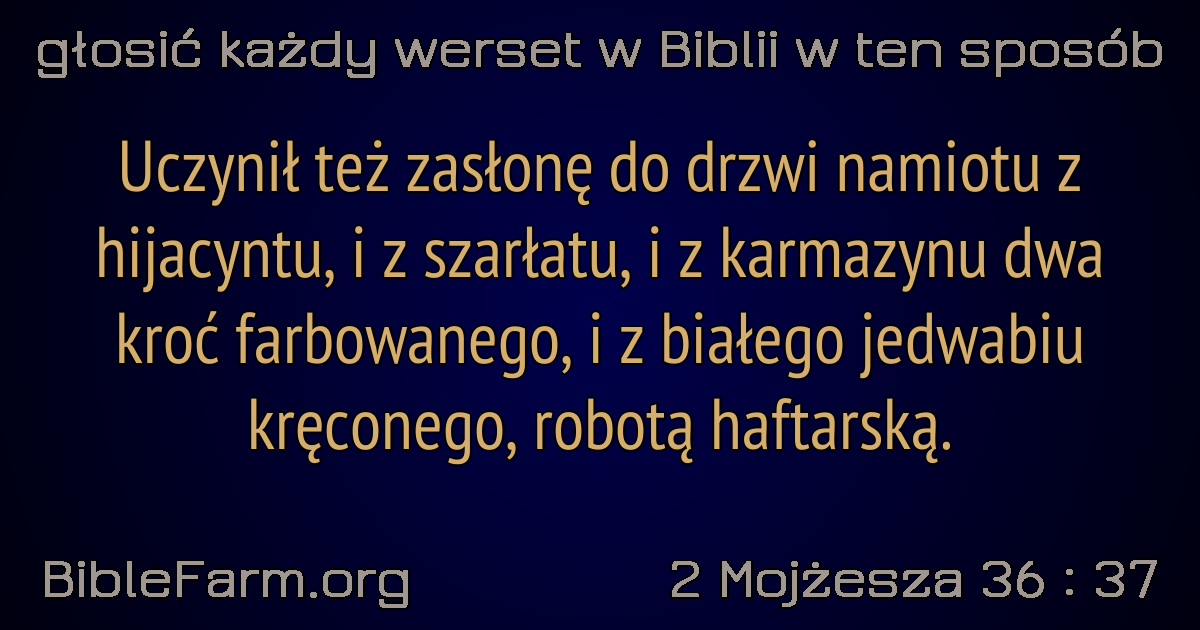 głosić każdy werset w Biblii w ten sposób
Uczynił też zasłonę do drzwi namiotu z
hijacyntu, i z szarłatu, i z karmazynu dwa
kroć farbowanego, i z białego jedwabiu
kręconego, robotą haftarską.
BibleFarm.org
2 Mojżesza 36 : 37